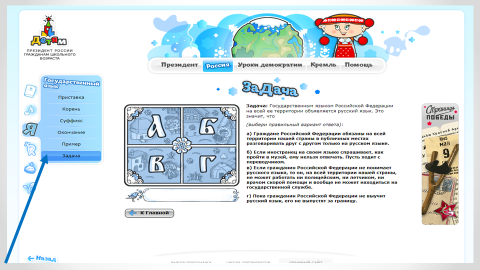 Детям
ПРЕЗИДЕНТ РОССИИ
ГРАЖДАНАМ ШКОЛЬНОГО
ВОЗРАСТА
Президент Россия Уроки демократии Кремль Помощь
Государственный
язык
Приставка
Корень
Суффикс
Окончание
Пример
Задача
Назад
ЗаДача
Задача: Государственным языком Российской Федерации
на всей ее территории объявляется русский язык. Это
значит, что
(выбери правильный вариант ответа):
а) Граждане Российской Федерации обязаны на всей
территории нашей страны в публичных местах
разговаривать друг с другом только на русском языке.
б) Если иностранец на своем языке спрашивает, как
пройти в музей, ему нельзя отвечать. Пусть ходит с
переводчиком.
в) Если гражданин Российской Федерации не понимает
русского языка, то он, на всей территории нашей страны,
не может работать ни полицейским, ни летчиком, ни
врачом скорой помощи и вообще не может находиться на
государственной службе.
г) Пока гражданин Российской Федерации не выучит
русский язык, его не выпустят за границу.
А Б
В Г
К Главной
Страницы
ПОБЕДЫ
МАЯ
9